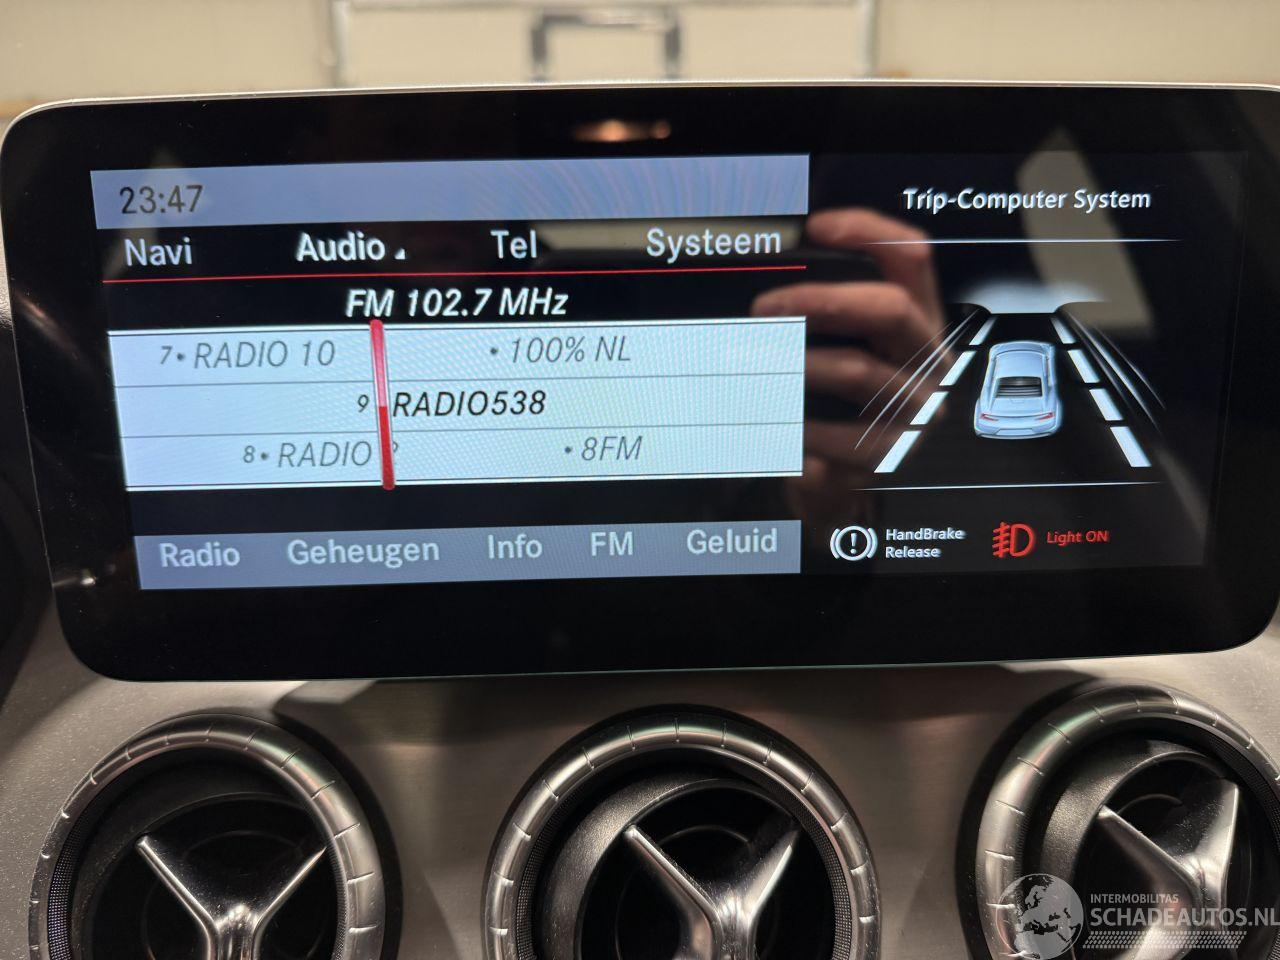 23:47
Navi Audio Tel Systeem
FM 102.7 MHz
7• RADIO 10 • 100% NL
9 RADIO538
8• RADIO • 8FM
Radio Geheugen Info FM Geluid
Trip-Computer System
HandBrake
Release
Light ON
INTERMOBILITAS
SCHADEAUTOS.NL